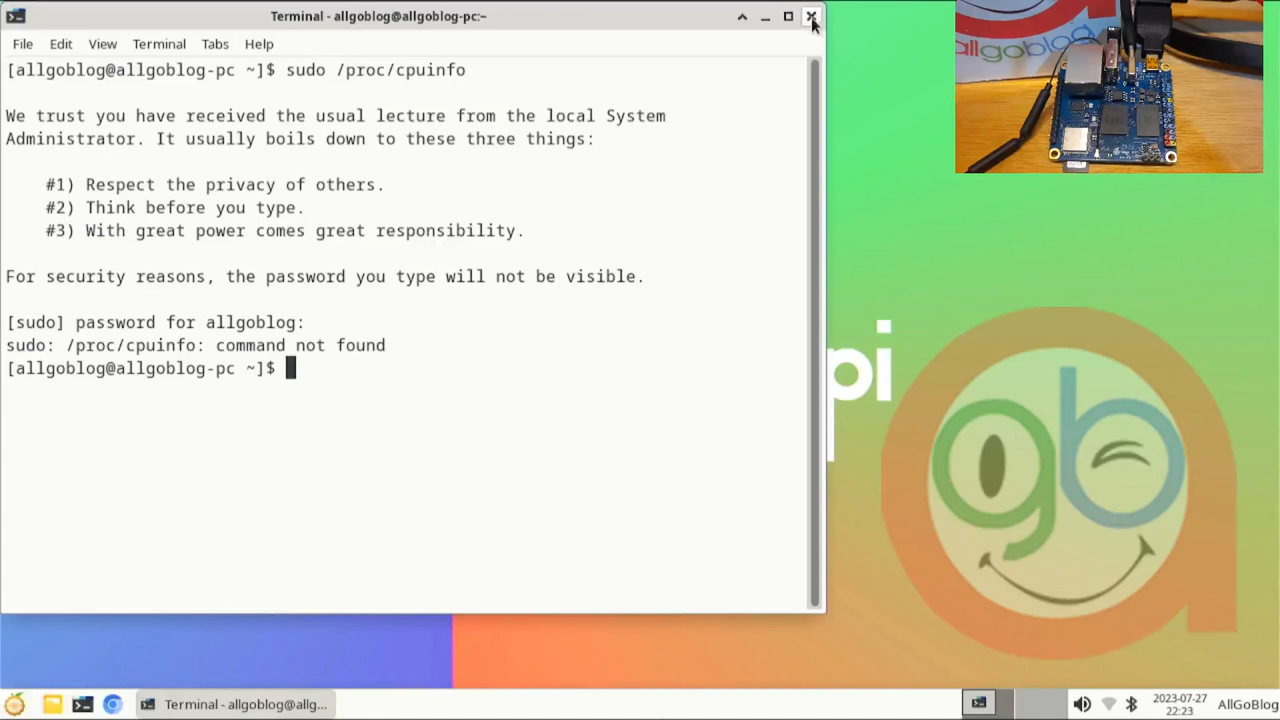 Terminal - allgoblog@allgoblog-pc:~
File Edit View Terminal Tabs Help
[allgoblog@allgoblog-pc ~]$ sudo /proc/cpuinfo
We trust you have received the usual lecture from the local System
Administrator. It usually boils down to these three things:
#1) Respect the privacy of others.
#2) Think before you type.
#3) With great power comes great responsibility.
For security reasons, the password you type will not be visible.
[sudo] password for allgoblog:
sudo: /proc/cpuinfo: command not found
[allgoblog@allgoblog-pc ~]$
allgoblog
pi
gb
Terminal - allgoblog@allg...
2023-07-27
22:23
AllGoBlog